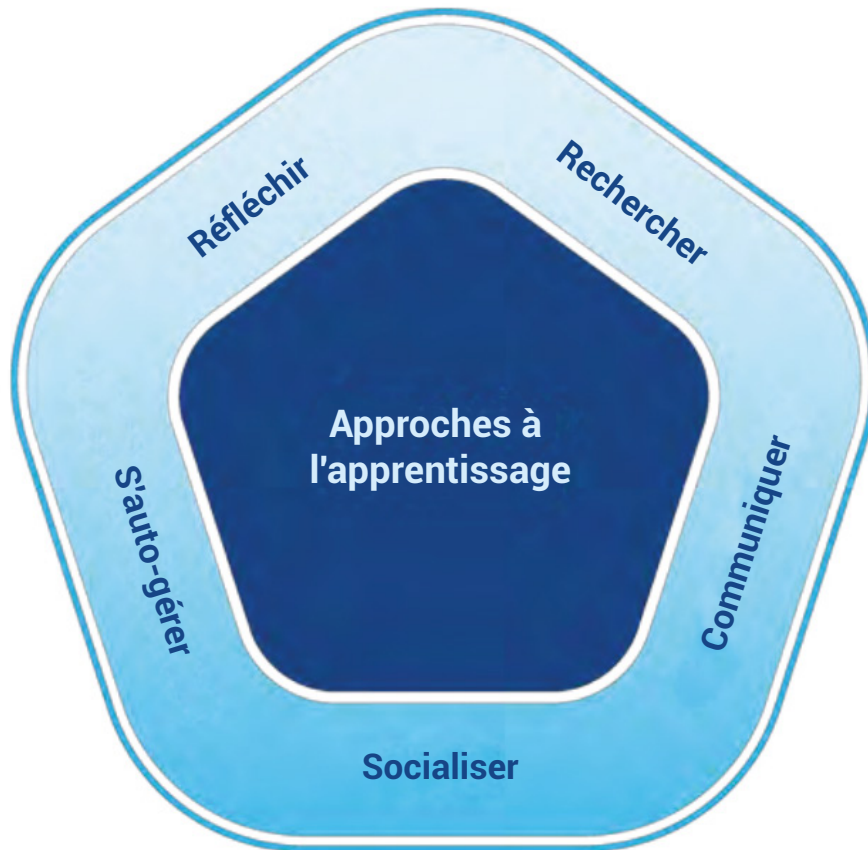 Réfléchir
Rechercher
Approches à
l'apprentissage
S'auto-gérer
Communiquer
Socialiser